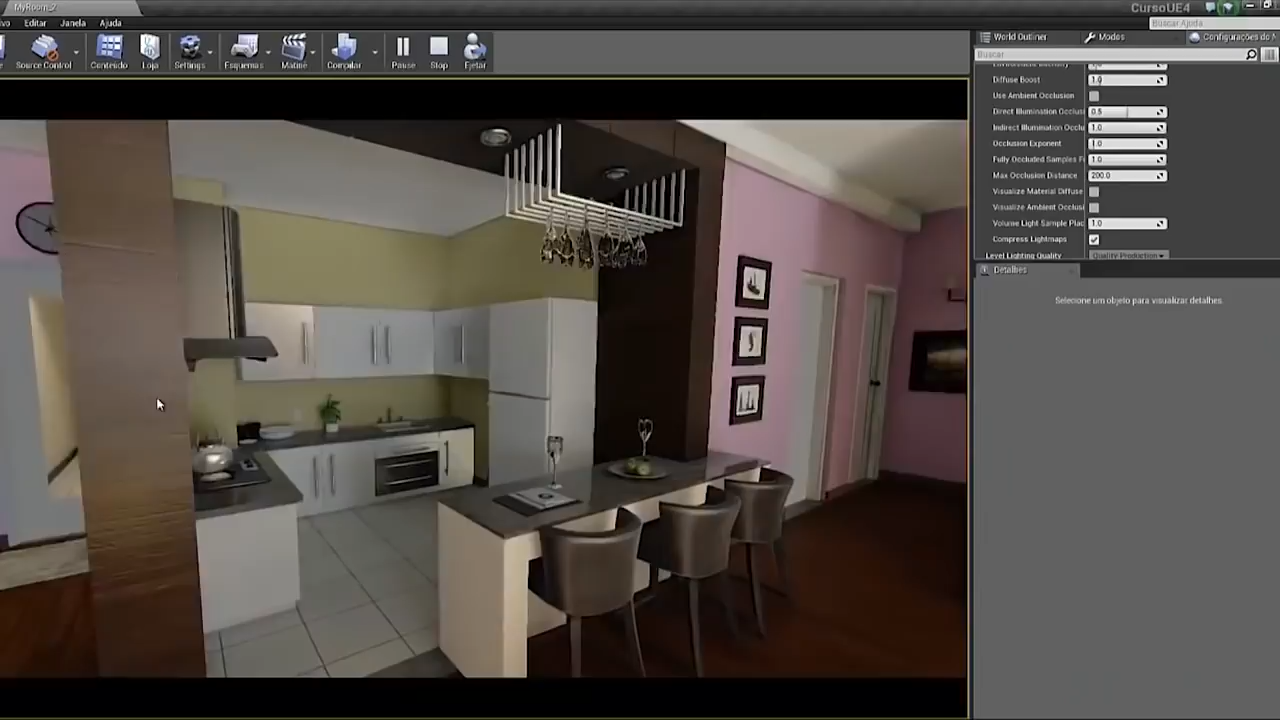 MyRoom_2
CursoUE4
ivo Editar Janela Ajuda
Buscar Ajuda
Source Control
Conteúdo
Loja
Settings
Esquemas
Matinê
Compilar
Pause
Stop
Ejetar
World Outliner
Modos
Configurações do M
Buscar
Diffuse Boost 1.0
Use Ambient Occlusion
Direct Illumination Occlus 0.5
Indirect Illumination Occlu 1.0
Occlusion Exponent 1.0
Fully Occluded Samples F 1.0
Max Occlusion Distance 200.0
Visualize Material Diffuse
Visualize Ambient Occlusi
Volume Light Sample Plac 1.0
Compress Lightmaps
Level Lighting Quality Quality Production
Detalhes
Selecione um objeto para visualizar detalhes.